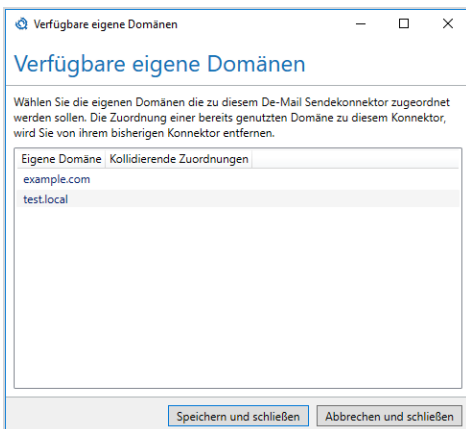 Verfügbare eigene Domänen
Verfügbare eigene Domänen
Wählen Sie die eigenen Domänen die zu diesem De-Mail Sendekonnektor zugeordnet
werden sollen. Die Zuordnung einer bereits genutzten Domäne zu diesem Konnektor,
wird Sie von ihrem bisherigen Konnektor entfernen.
Eigene Domäne Kollidierende Zuordnungen
example.com
test.local
Speichern und schließen Abbrechen und schließen